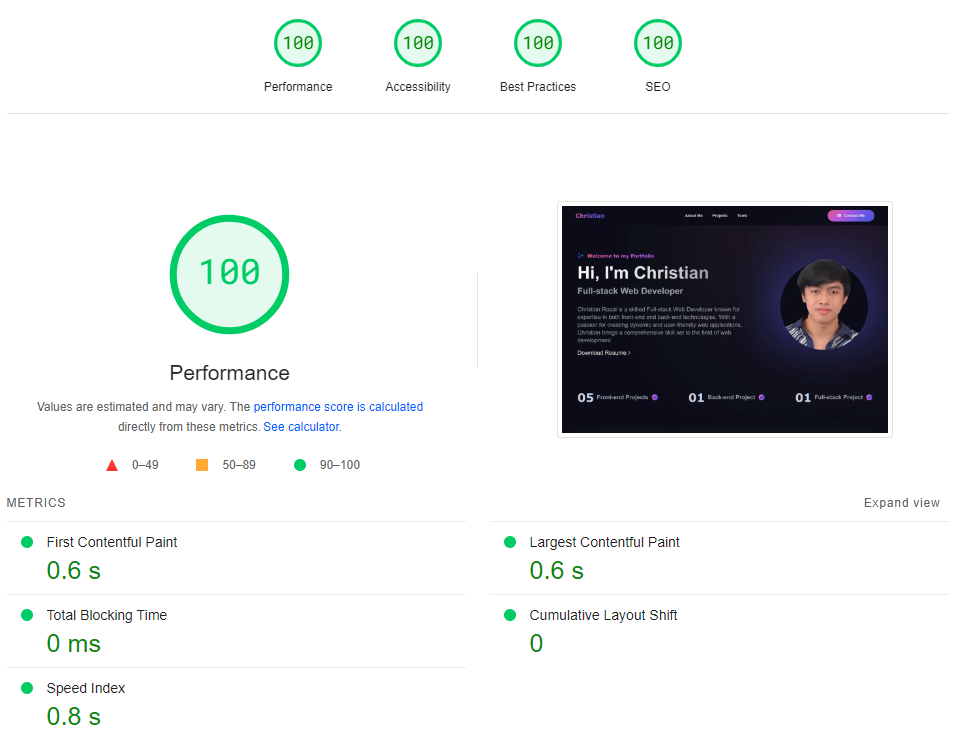 100
100
100
100
Performance
Accessibility
Best Practices
SEO
100
Performance
Values are estimated and may vary. The performance score is calculated
directly from these metrics. See calculator.
0–49
50–89
90–100
Christian
About Me
Projects
Tools
Contact Me
Welcome to my Portfolio
Hi, I'm Christian
Full-stack Web Developer
Christian Rozal is a skilled Full-stack Web Developer known for
expertise in both front-end and back-end technologies. With a
passion for creating dynamic and user-friendly web applications,
Christian brings a comprehensive skill set to the field of web
development.
Download Resume >
05 Front-end Projects
01 Back-end Project
01 Full-stack Project
METRICS
Expand view
First Contentful Paint
0.6 s
Largest Contentful Paint
0.6 s
Total Blocking Time
0 ms
Cumulative Layout Shift
0
Speed Index
0.8 s